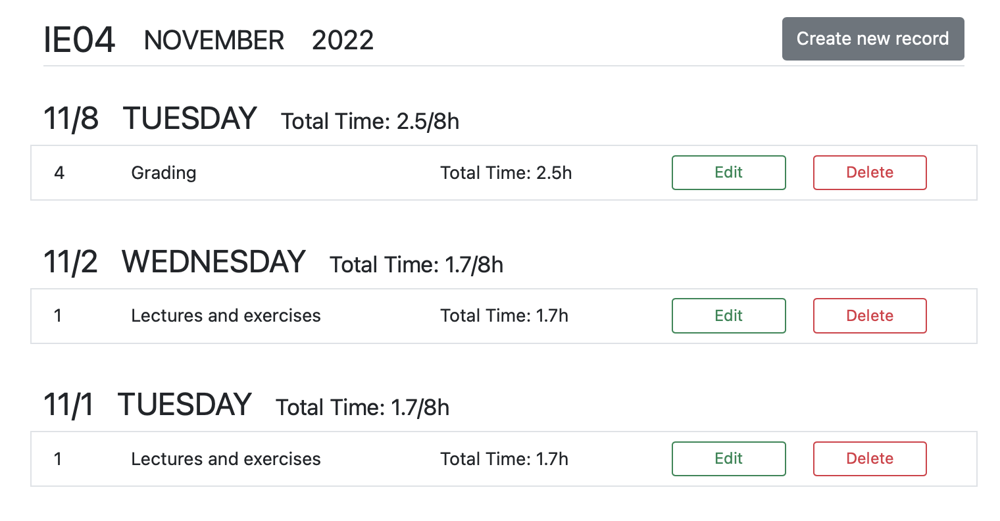 IE04 NOVEMBER 2022 Create new record
11/8 TUESDAY Total Time: 2.5/8h
4 Grading Total Time: 2.5h Edit Delete
11/2 WEDNESDAY Total Time: 1.7/8h
1 Lectures and exercises Total Time: 1.7h Edit Delete
11/1 TUESDAY Total Time: 1.7/8h
1 Lectures and exercises Total Time: 1.7h Edit Delete